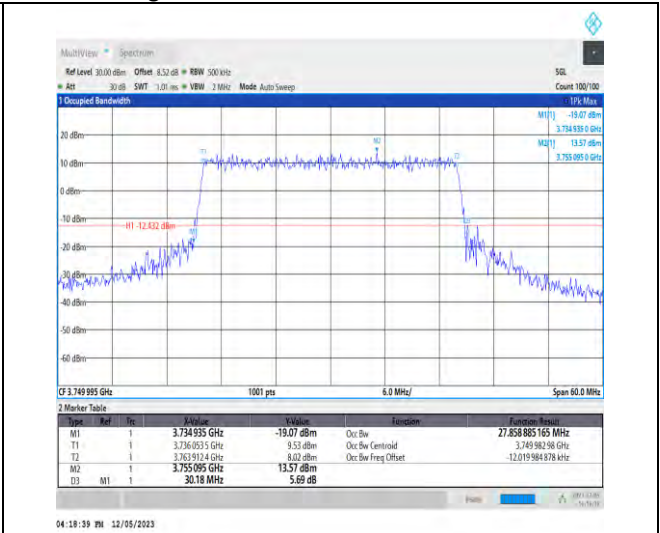 MultiView Spectrum
Ref Level 30.00 dBm Offset 8.52 dB RBW 500 kHz SGL
Att 30 dB SWT 1.01 ms VBW 2 MHz Mode Auto Sweep Count 100/100
1 Occupied Bandwidth 1Pk Max
M1[1] -19.07 dBm
3.734 935 0 GHz
M2[1] 13.57 dBm
3.755 095 0 GHz
20 dBm
M2
T1 T2
10 dBm
0 dBm
-10 dBm
H1 -12.432 dBm
M1
-20 dBm
-30 dBm
-40 dBm
-50 dBm
-60 dBm
CF 3.749 995 GHz 1001 pts 6.0 MHz/ Span 60.0 MHz
2 Marker Table
Type Ref Trc X-Value Y-Value Function Function Result
M1 1 3.734 935 GHz -19.07 dBm Occ Bw 27.858 885 165 MHz
T1 1 3.736 053 5 GHz 9.53 dBm Occ Bw Centroid 3.749 982 98 GHz
T2 1 3.763 912 4 GHz 8.02 dBm Occ Bw Freq Offset -12.019 984 878 kHz
M2 1 3.755 095 GHz 13.57 dBm
D3 M1 1 30.18 MHz 5.69 dB
04:18:39 PM 12/05/2023